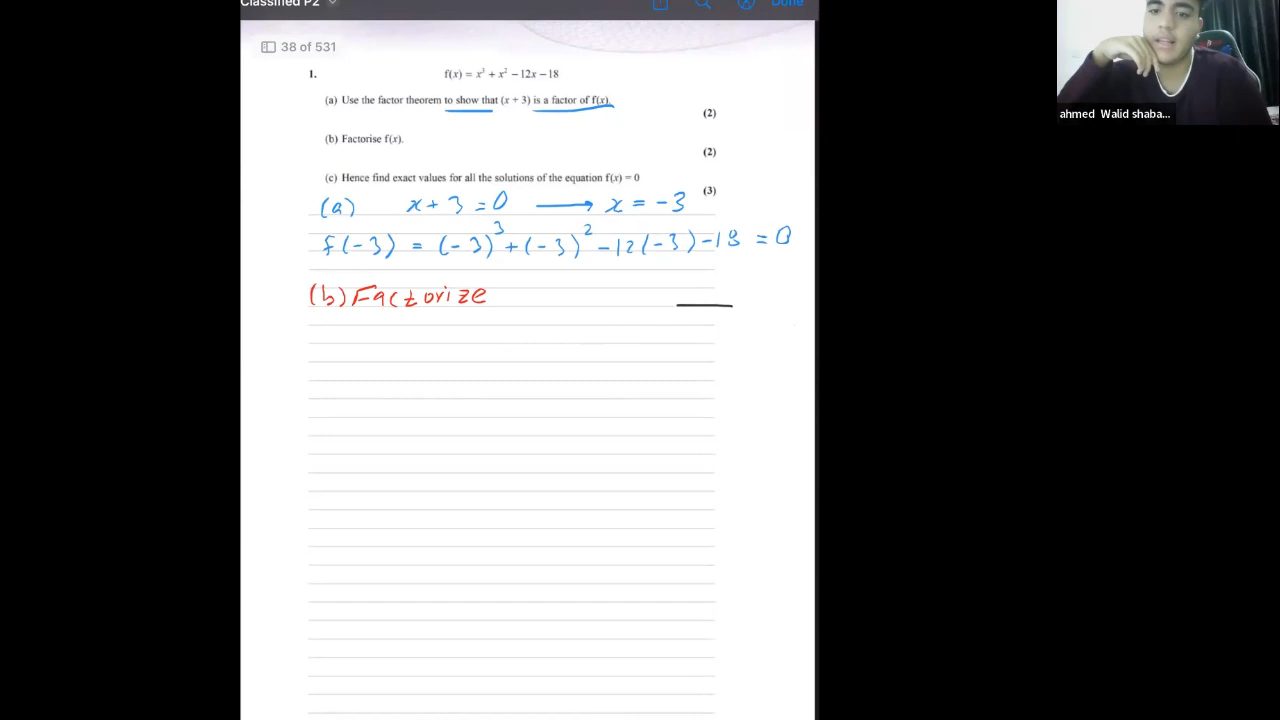 Classified P2
Done
38 of 531
1.
f(x) = x³ + x² − 12x − 18
(a) Use the factor theorem to show that (x + 3) is a factor of f(x).
(2)
(b) Factorise f(x).
(2)
(c) Hence find exact values for all the solutions of the equation f(x) = 0
(3)
(a) x + 3 = 0 ⟶ x = −3
f(−3) = (−3)³ + (−3)² − 12(−3) − 18 = 0
(b) Factorize
ahmed Walid shaba...